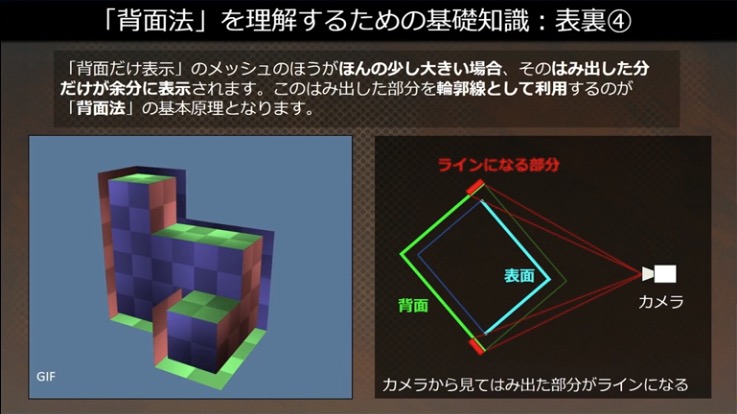 「背面法」を理解するための基礎知識：表裏④
「背面だけ表示」のメッシュのほうがほんの少し大きい場合、そのはみ出した分
だけが余分に表示されます。このはみ出した部分を輪郭線として利用するのが
「背面法」の基本原理となります。
GIF
ラインになる部分
表面
背面
カメラ
カメラから見てはみ出た部分がラインになる